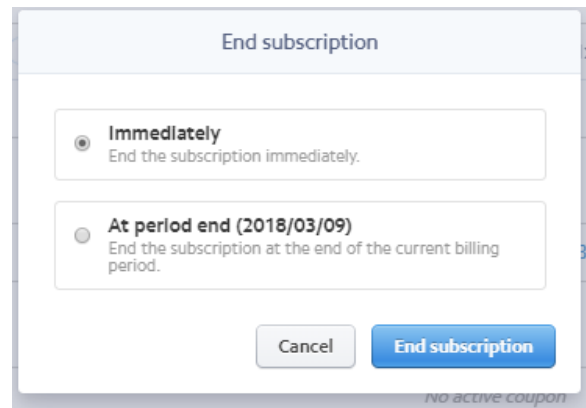 End subscription
Immediately
End the subscription immediately.
At period end (2018/03/09)
End the subscription at the end of the current billing
period.
Cancel
End subscription
No active coupon